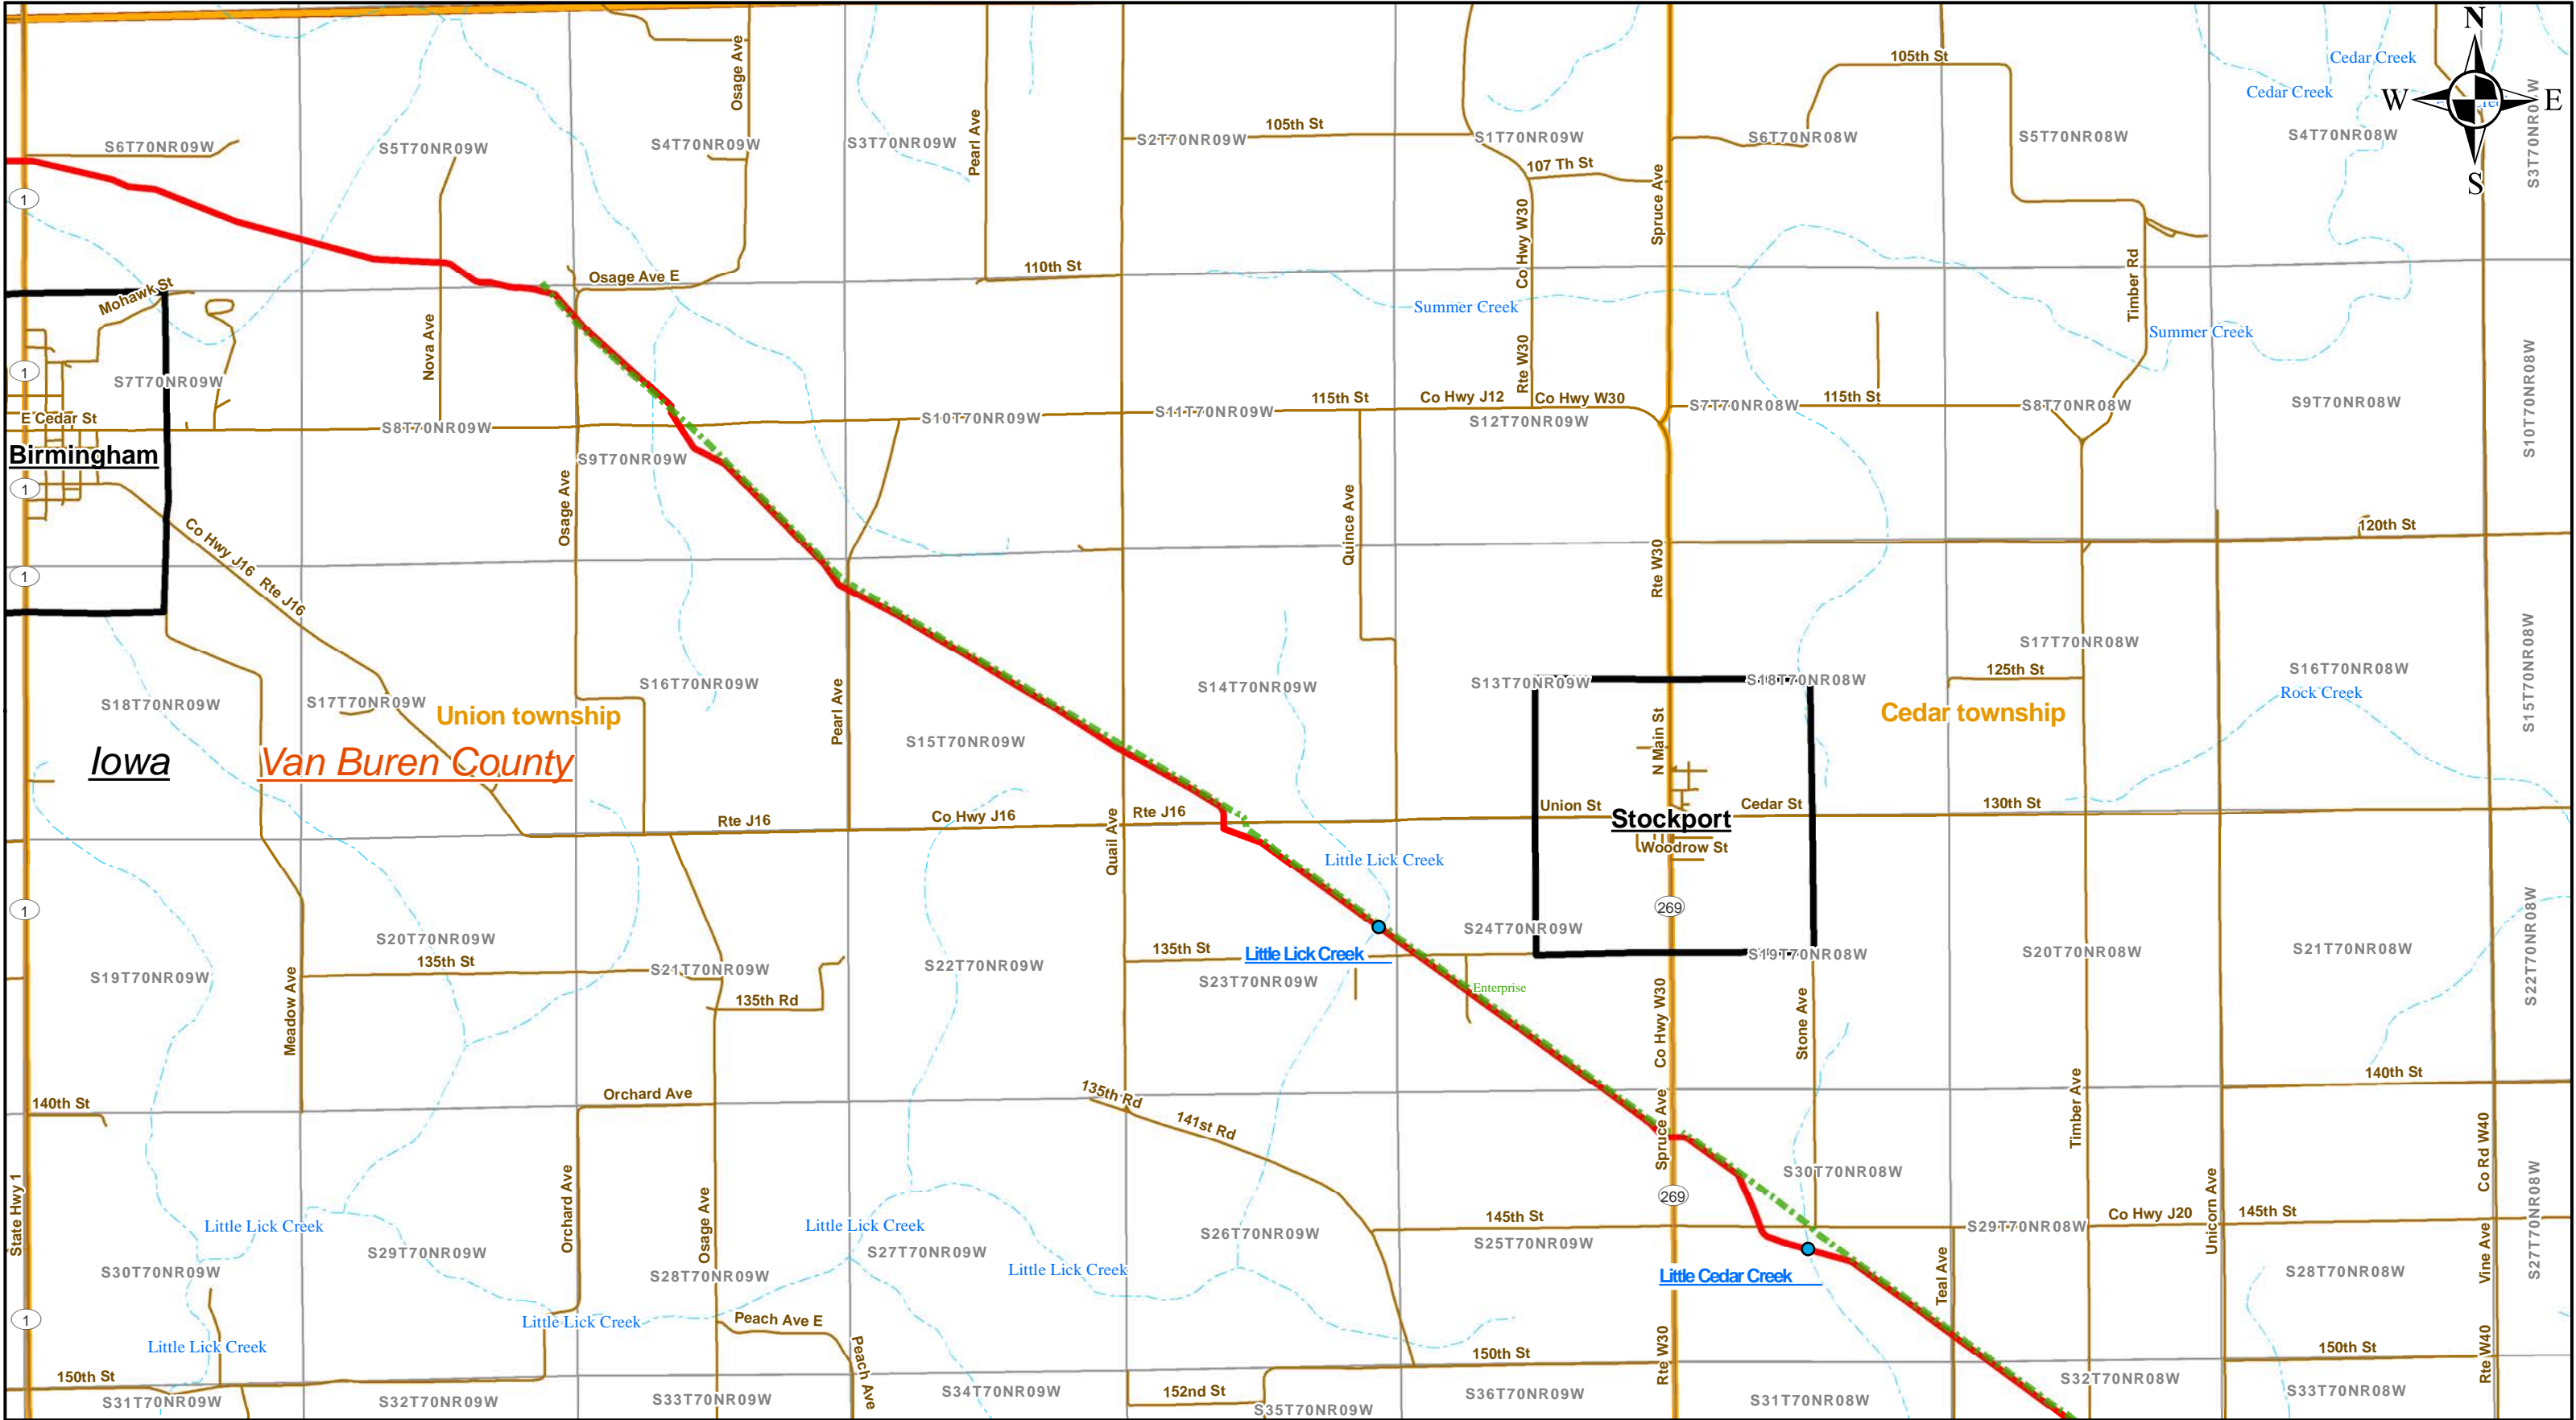 N
Cedar Creek
Osage Ave
105th St
Cedar Creek
W
E
S3T70NR08W
105th St
S6T70NR09W
S5T70NR09W
S4T70NR09W
S3T70NR09W
Pearl Ave
S2T70NR09W
S1T70NR09W
S6T70NR08W
S5T70NR08W
S4T70NR08W
107 Th St
S
1
Spruce Ave
Co Hwy W30
Osage Ave E
110th St
Mohawk St
Summer Creek
Timber Rd
Summer Creek
Nova Ave
Rte W30
1
S7T70NR09W
115th St
Co Hwy J12
Co Hwy W30
S7T70NR08W
115th St
S8T70NR08W
S9T70NR08W
S10T70NR08W
E Cedar St
S8T70NR09W
S10T70NR09W
S11T70NR09W
S12T70NR09W
Birmingham
S9T70NR09W
1
Osage Ave
Quince Ave
120th St
Co Hwy J16
Rte J16
1
Rte W30
S17T70NR08W
S16T70NR08W
S15T70NR08W
125th St
S18T70NR09W
S17T70NR09W
S16T70NR09W
Pearl Ave
S14T70NR09W
S13T70NR09W
S18T70NR08W
Rock Creek
Union township
Cedar township
S15T70NR09W
N Main St
Iowa
Van Buren County
Rte J16
Co Hwy J16
Rte J16
Union St
Cedar St
130th St
Stockport
Quail Ave
Woodrow St
Little Lick Creek
1
269
S24T70NR09W
S20T70NR09W
135th St
S21T70NR09W
S22T70NR09W
135th St
Little Lick Creek
S19T70NR08W
S20T70NR08W
S21T70NR08W
S22T70NR08W
S19T70NR09W
S23T70NR09W
Enterprise
135th Rd
Meadow Ave
Co Hwy W30
Stone Ave
140th St
Orchard Ave
135th Rd
141st Rd
Spruce Ave
Timber Ave
140th St
Co Rd W40
S30T70NR08W
269
State Hwy 1
Little Lick Creek
Orchard Ave
Osage Ave
Little Lick Creek
S26T70NR09W
145th St
S29T70NR08W
Co Hwy J20
145th St
Unicorn Ave
S29T70NR09W
S27T70NR09W
S25T70NR09W
S30T70NR09W
S28T70NR09W
Little Lick Creek
Little Cedar Creek
Teal Ave
S28T70NR08W
Vine Ave
S27T70NR08W
1
Little Lick Creek
Peach Ave E
Little Lick Creek
Peach Ave
150th St
Rte W30
150th St
Rte W40
150th St
S31T70NR09W
S32T70NR09W
S33T70NR09W
S34T70NR09W
152nd St
S35T70NR09W
S36T70NR09W
S31T70NR08W
S32T70NR08W
S33T70NR08W